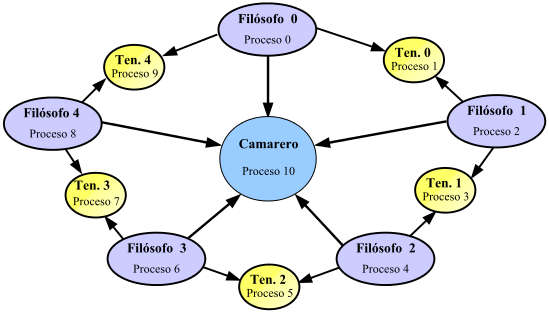 Filósofo 0
Proceso 0
Ten. 4
Proceso 9
Ten. 0
Proceso 1
Filósofo 4
Proceso 8
Filósofo 1
Proceso 2
Camarero
Proceso 10
Ten. 3
Proceso 7
Ten. 1
Proceso 3
Filósofo 3
Proceso 6
Filósofo 2
Proceso 4
Ten. 2
Proceso 5